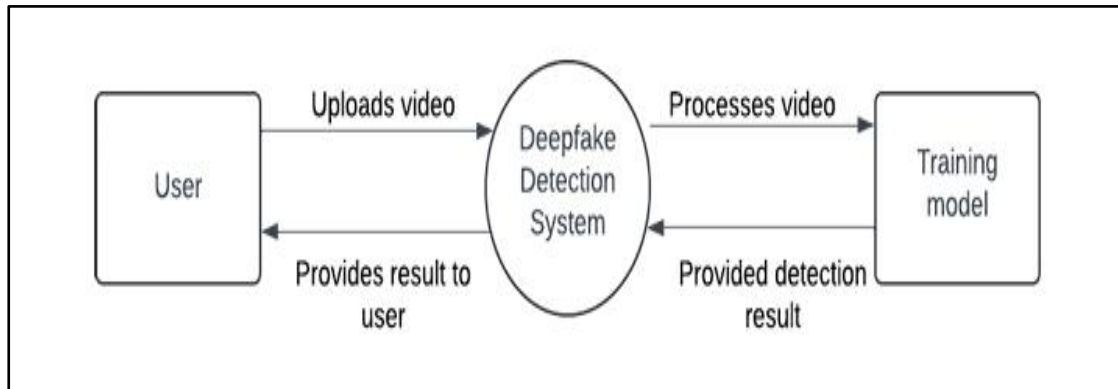 Uploads video
Processes video
User
Deepfake
Detection
System
Training
model
Provides result to
user
Provided detection
result